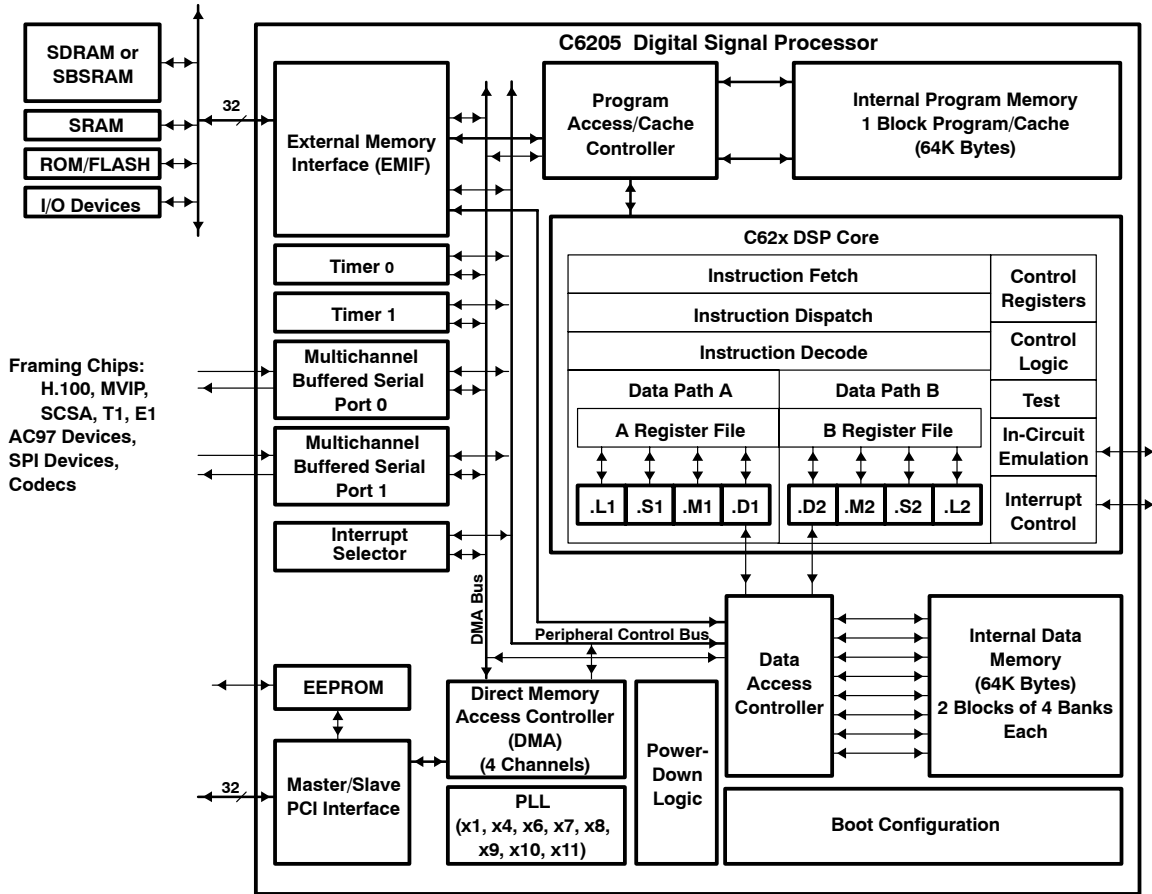 C6205 Digital Signal Processor
SDRAM or
SBSRAM
SRAM
ROM/FLASH
I/O Devices
32
External Memory
Interface (EMIF)
Program
Access/Cache
Controller
Internal Program Memory
1 Block Program/Cache
(64K Bytes)
Timer 0
Timer 1
Framing Chips:
H.100, MVIP,
SCSA, T1, E1
AC97 Devices,
SPI Devices,
Codecs
Multichannel
Buffered Serial
Port 0
Multichannel
Buffered Serial
Port 1
Interrupt
Selector
C62x DSP Core
Instruction Fetch
Instruction Dispatch
Instruction Decode
Control
Registers
Control
Logic
Test
In-Circuit
Emulation
Interrupt
Control
Data Path A
Data Path B
A Register File
B Register File
.L1 .S1 .M1 .D1
.D2 .M2 .S2 .L2
DMA Bus
Peripheral Control Bus
EEPROM
32
Master/Slave
PCI Interface
Direct Memory
Access Controller
(DMA)
(4 Channels)
PLL
(x1, x4, x6, x7, x8,
x9, x10, x11)
Power-
Down
Logic
Data
Access
Controller
Internal Data
Memory
(64K Bytes)
2 Blocks of 4 Banks
Each
Boot Configuration